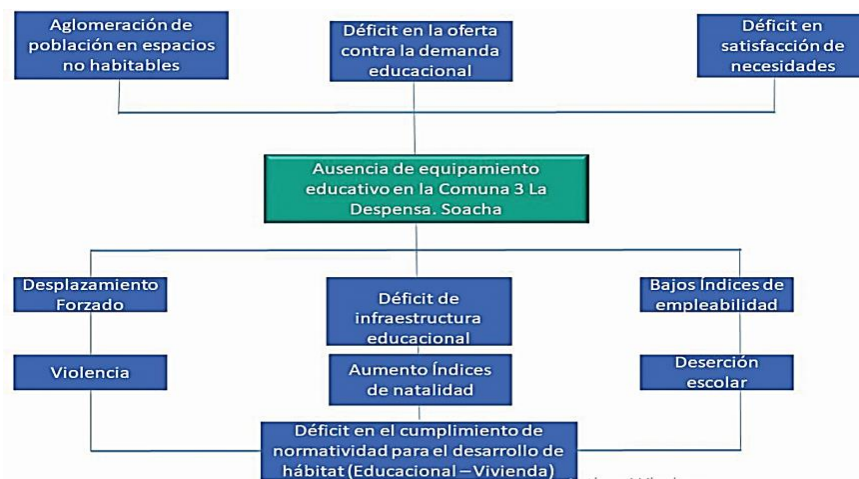 Aglomeración de
población en espacios
no habitables
Déficit en la oferta
contra la demanda
educacional
Déficit en
satisfacción de
necesidades
Ausencia de equipamiento
educativo en la Comuna 3 La
Despensa. Soacha
Desplazamiento
Forzado
Déficit de
infraestructura
educacional
Bajos Índices de
empleabilidad
Violencia
Aumento Índices
de natalidad
Deserción
escolar
Déficit en el cumplimiento de
normatividad para el desarrollo de
hábitat (Educacional – Vivienda)